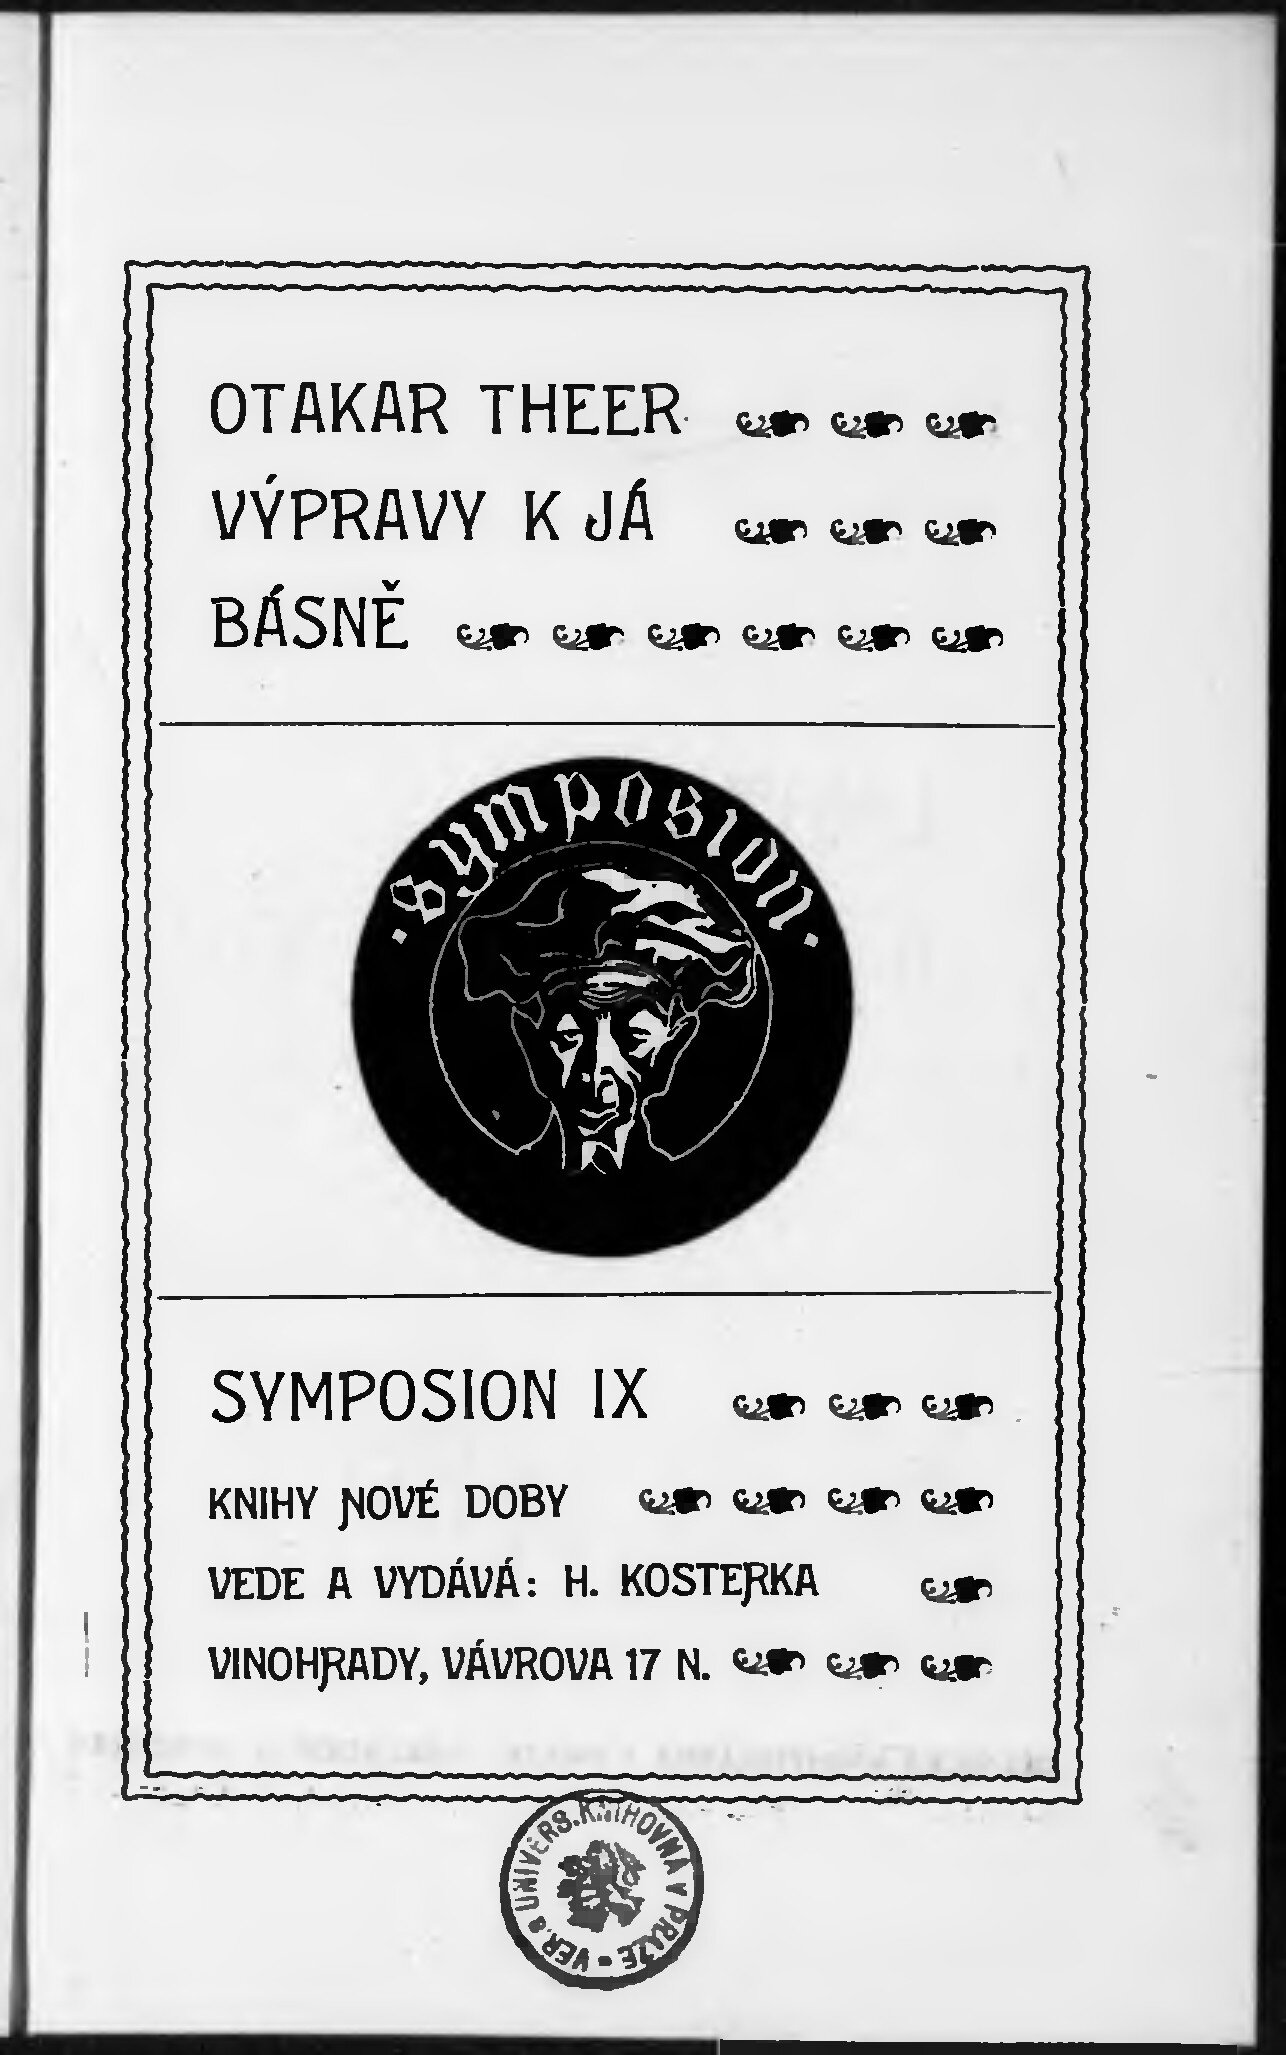 OTAKAR THEER
VÝPRAVY K JÁ
BÁSNĚ
·symposion·
SYMPOSION IX
KNIHY NOVÉ DOBY
VEDE A VYDÁVÁ: H. KOSTERKA
VINOHRADY, VÁVROVA 17 N.
VER.& UNIVERS.KNIHOVNA V PRAZE -